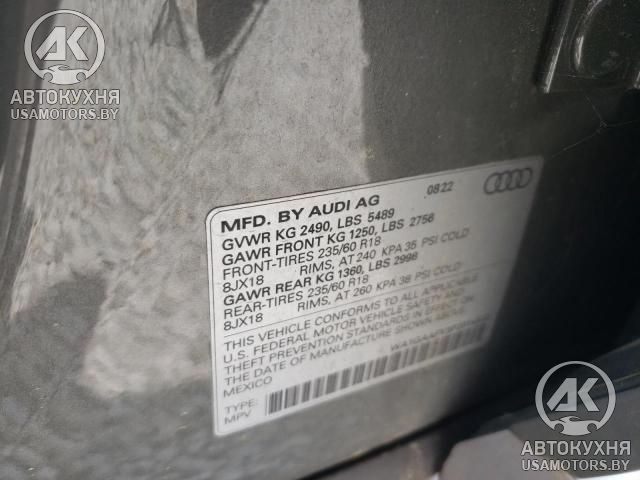 AK
АВТОКУХНЯ
USAMOTORS.BY
MFD. BY AUDI AG 08.22
GVWR KG 2490, LBS 5489
GAWR FRONT KG 1250, LBS 2756
FRONT-TIRES 235/60 R18
8JX18 RIMS, AT 240 KPA 35 PSI COLD
GAWR REAR KG 1360, LBS 2998
REAR-TIRES 235/60 R18
8JX18 RIMS, AT 260 KPA 38 PSI COLD
THIS VEHICLE CONFORMS TO ALL APPLICABLE
U.S. FEDERAL MOTOR VEHICLE SAFETY AND
THEFT PREVENTION STANDARDS IN EFFECT ON
THE DATE OF MANUFACTURE SHOWN ABOVE.
MEXICO
TYPE:
MPV
AK
АВТОКУХНЯ
USAMOTORS.BY